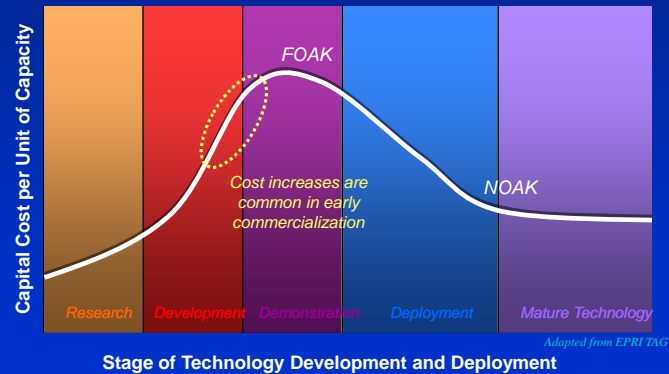 Capital Cost per Unit of Capacity
FOAK
Cost increases are
common in early
commercialization
NOAK
Research
Development
Demonstration
Deployment
Mature Technology
Adapted from EPRI TAG
Stage of Technology Development and Deployment